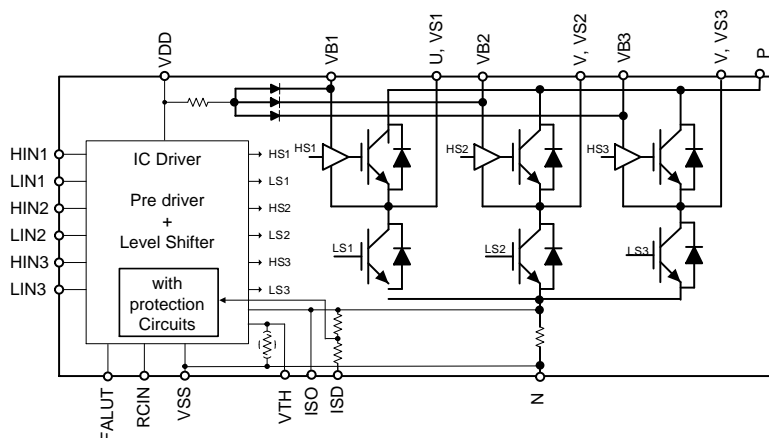 VDD
VB1
U, VS1
VB2
V, VS2
VB3
V, VS3
P
HIN1
LIN1
HIN2
LIN2
HIN3
LIN3
IC Driver
Pre driver
+
Level Shifter
with
protection
Circuits
HS1
LS1
HS2
LS2
HS3
LS3
HS1
HS2
HS3
LS1
LS2
LS3
FALUT
RCIN
VSS
VTH
ISO
ISD
N